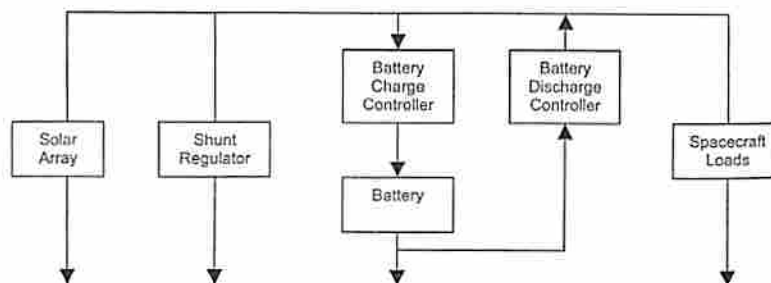 Battery
Charge
Controller
Battery
Discharge
Controller
Solar
Array
Shunt
Regulator
Spacecraft
Loads
Battery